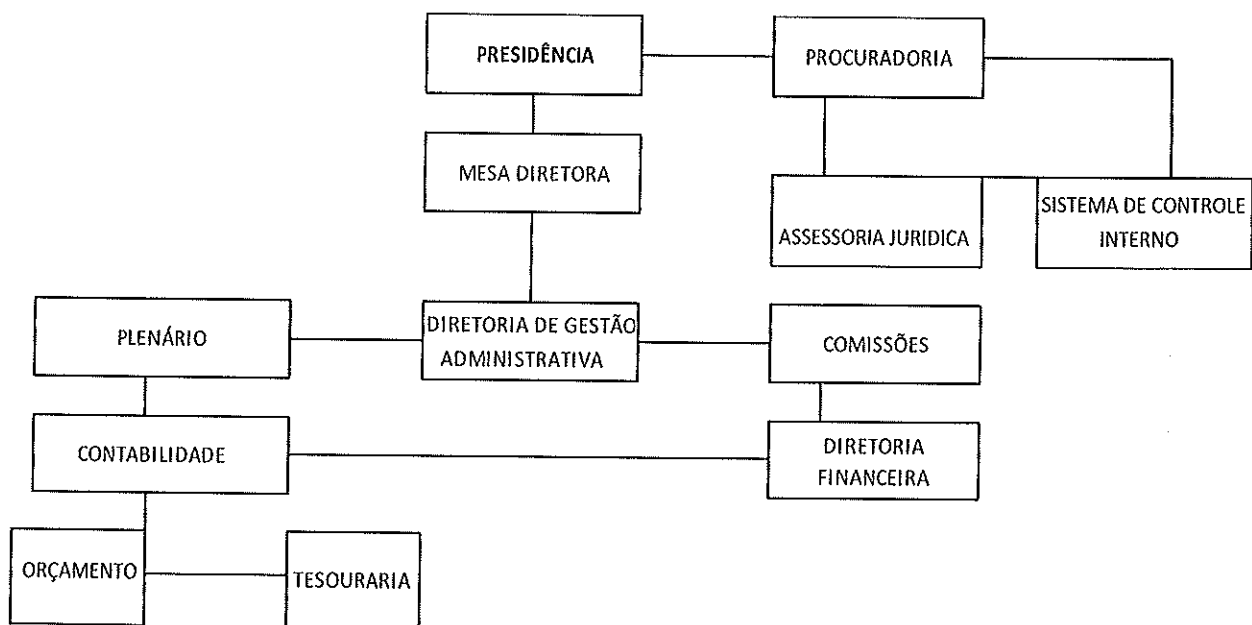 PRESIDÊNCIA
PROCURADORIA
MESA DIRETORA
ASSESSORIA JURIDICA
SISTEMA DE CONTROLE
INTERNO
PLENÁRIO
DIRETORIA DE GESTÃO
ADMINISTRATIVA
COMISSÕES
CONTABILIDADE
DIRETORIA
FINANCEIRA
ORÇAMENTO
TESOURARIA